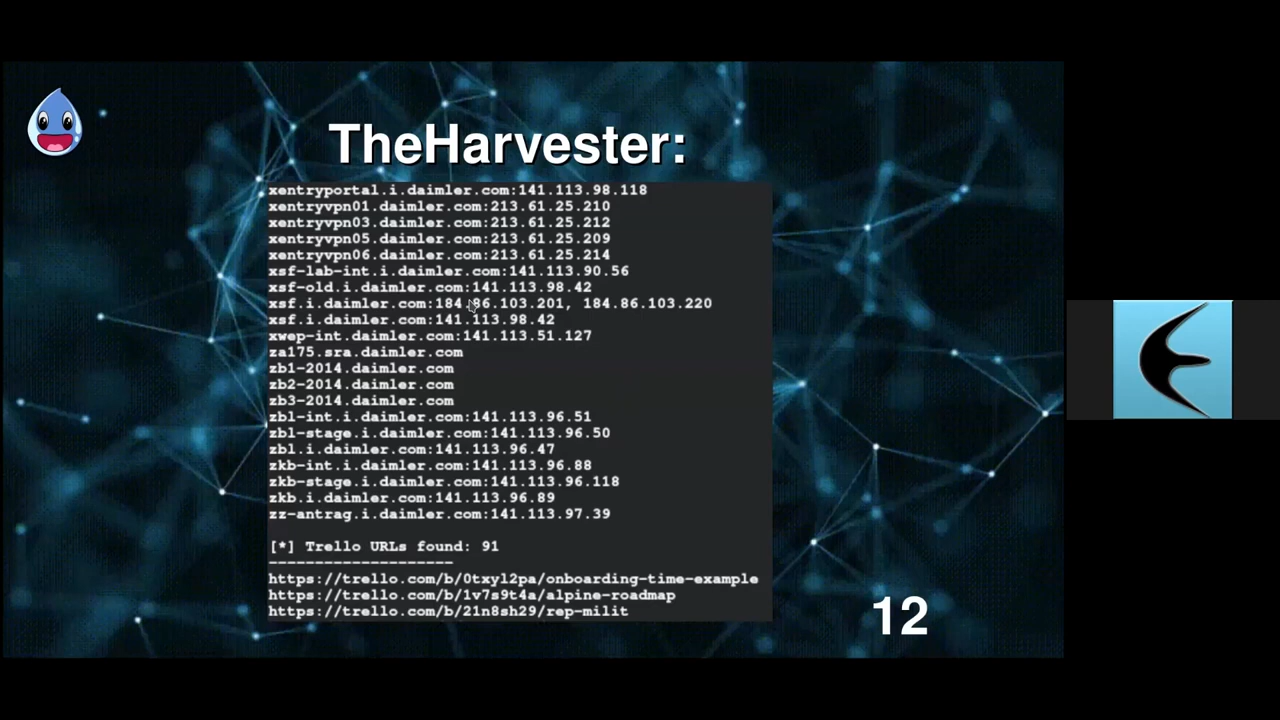 TheHarvester:
xentryportal.i.daimler.com:141.113.98.118
xentryvpn01.daimler.com:213.61.25.210
xentryvpn03.daimler.com:213.61.25.212
xentryvpn05.daimler.com:213.61.25.209
xentryvpn06.daimler.com:213.61.25.214
xsf-lab-int.i.daimler.com:141.113.90.56
xsf-old.i.daimler.com:141.113.98.42
xsf.i.daimler.com:184.86.103.201, 184.86.103.220
xsf.i.daimler.com:141.113.98.42
xwep-int.daimler.com:141.113.51.127
za175.sra.daimler.com
zb1-2014.daimler.com
zb2-2014.daimler.com
zb3-2014.daimler.com
zbl-int.i.daimler.com:141.113.96.51
zbl-stage.i.daimler.com:141.113.96.50
zbl.i.daimler.com:141.113.96.47
zkb-int.i.daimler.com:141.113.96.88
zkb-stage.i.daimler.com:141.113.96.118
zkb.i.daimler.com:141.113.96.89
zz-antrag.i.daimler.com:141.113.97.39
[*] Trello URLs found: 91
--------------------
https://trello.com/b/0txyl2pa/onboarding-time-example
https://trello.com/b/1v7s9t4a/alpine-roadmap
https://trello.com/b/21n8sh29/rep-milit
12